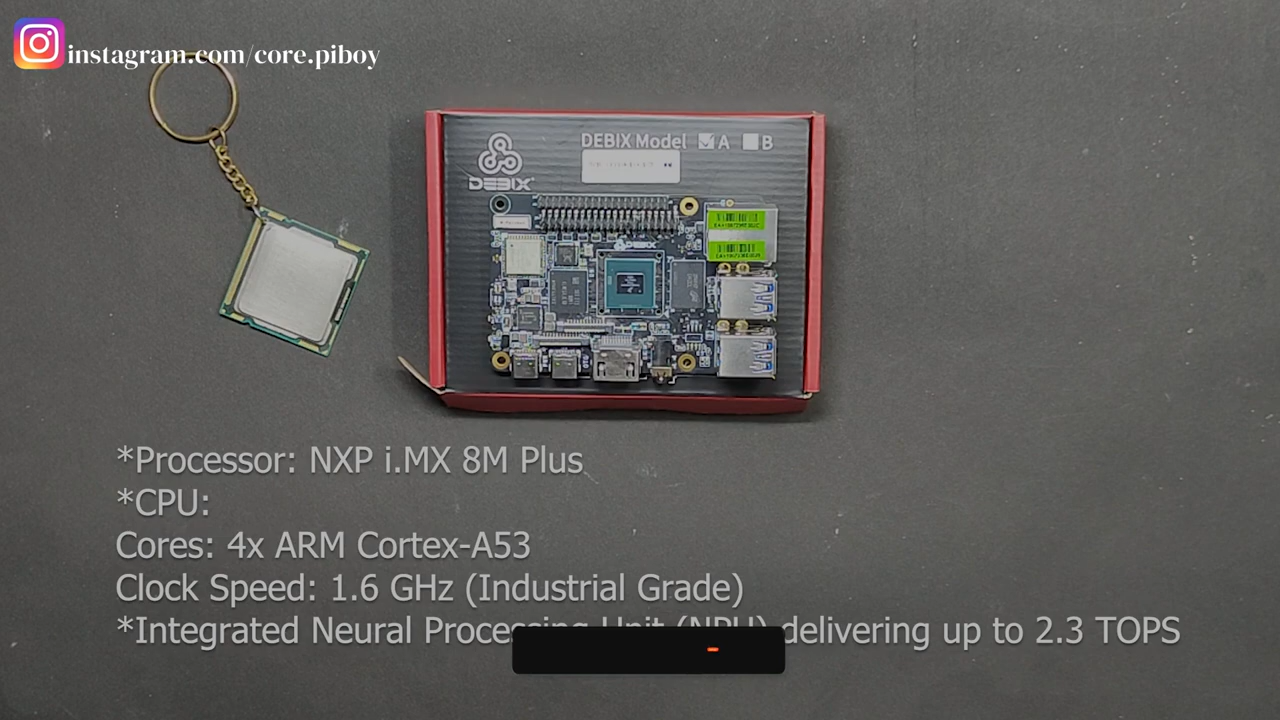 instagram.com/core.piboy
DEBIX Model A B
DEBIX
DEBIX
*Processor: NXP i.MX 8M Plus
*CPU:
Cores: 4x ARM Cortex-A53
Clock Speed: 1.6 GHz (Industrial Grade)
*Integrated Neural Processing Unit (NPU) delivering up to 2.3 TOPS